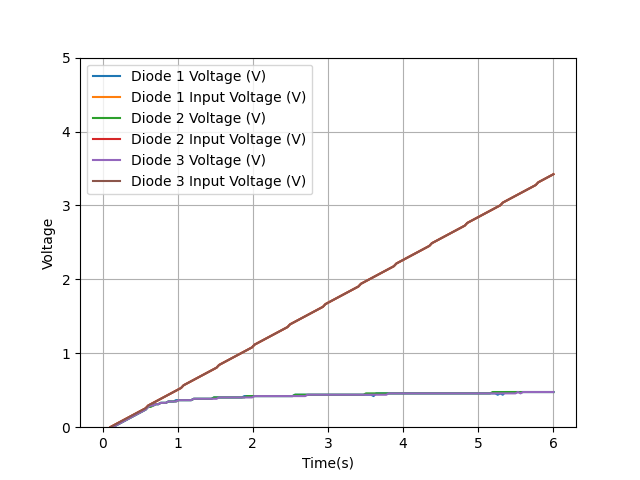 5
4
3
2
1
0
Voltage
Diode 1 Voltage (V)
Diode 1 Input Voltage (V)
Diode 2 Voltage (V)
Diode 2 Input Voltage (V)
Diode 3 Voltage (V)
Diode 3 Input Voltage (V)
0 1 2 3 4 5 6
Time(s)